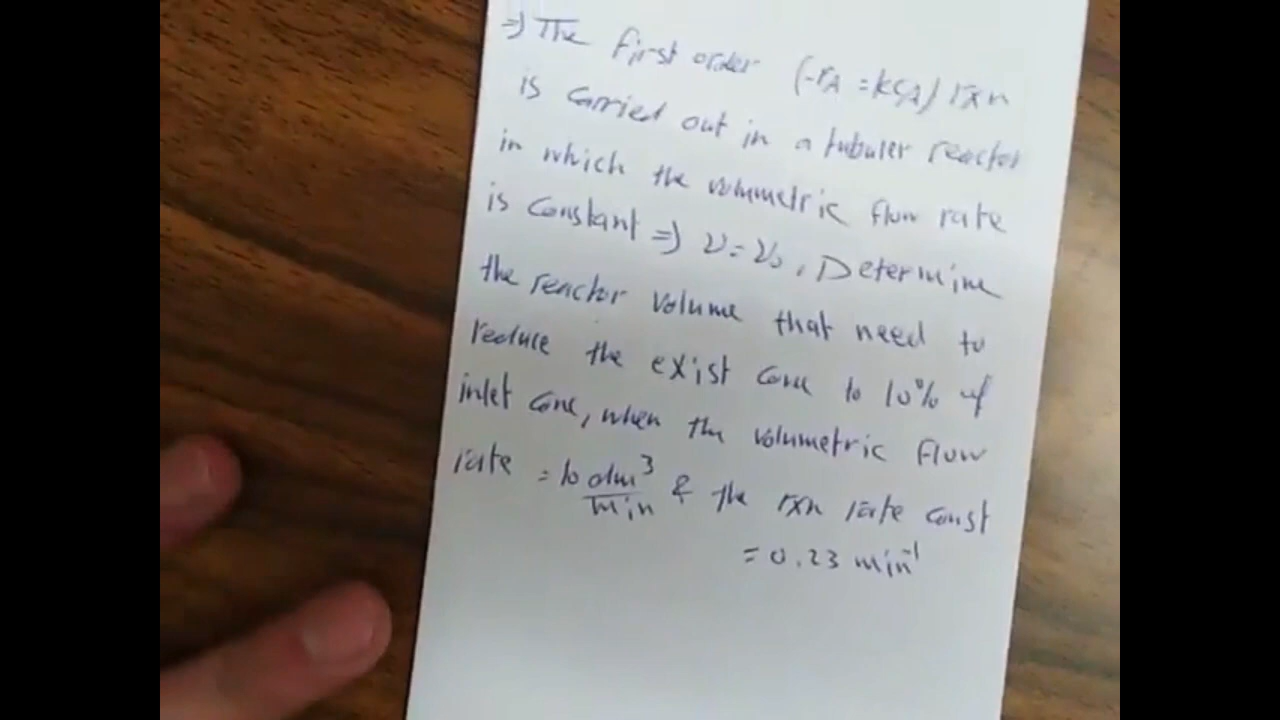 =) The first order (-rA = kCA) rxn
is carried out in a tubuler reactor
in which the volumetric flow rate
is constant =) ν = ν₀, Determine
the reactor volume that need to
reduce the exist conc to 10% of
inlet conc, when the volumetric flow
rate = 10 dm³/min & the rxn rate const
= 0.23 min⁻¹